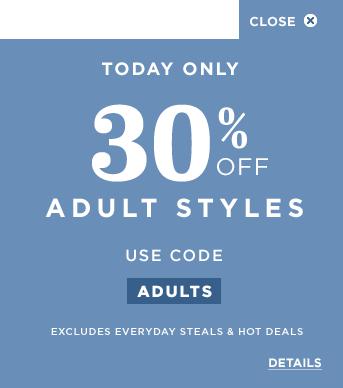 CLOSE
TODAY ONLY
30%
OFF
ADULT STYLES
USE CODE
ADULTS
EXCLUDES EVERYDAY STEALS & HOT DEALS
DETAILS